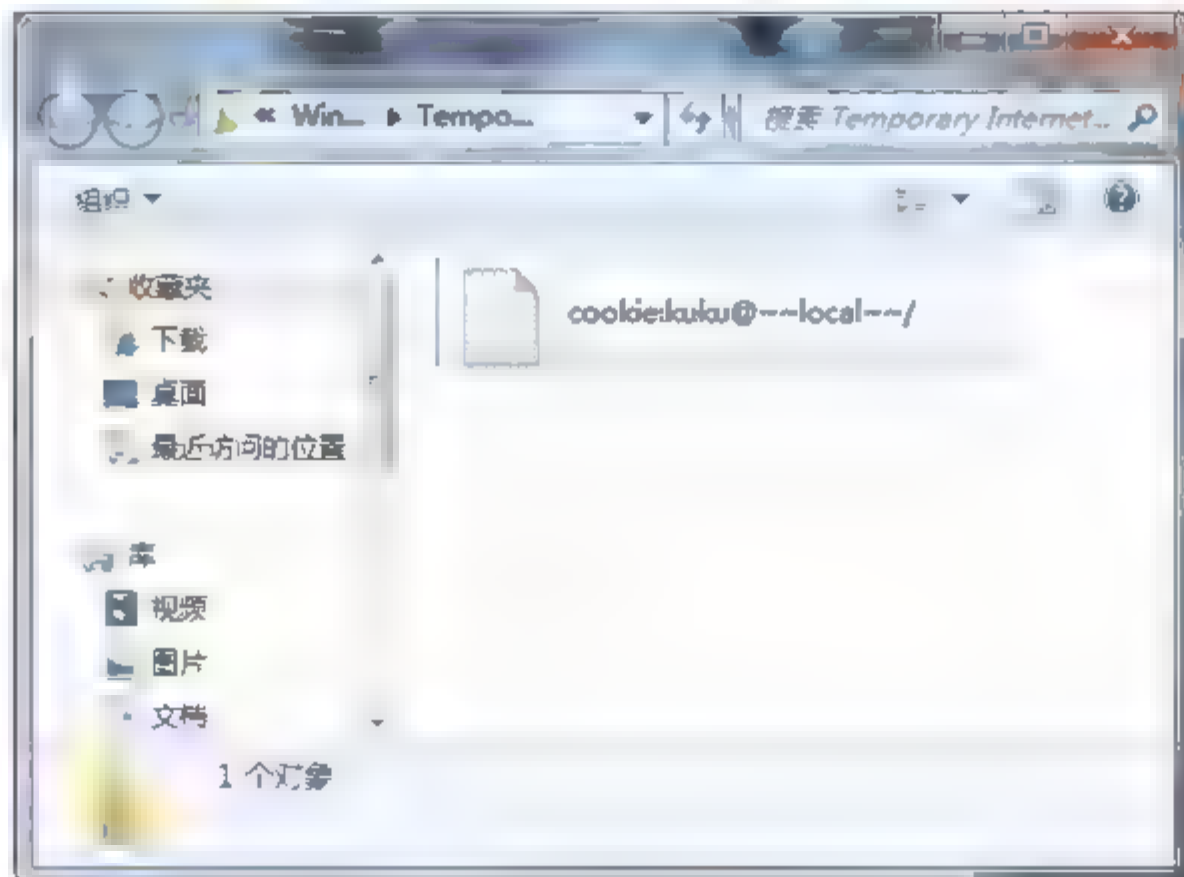 « Win... ▶ Tempo... 搜索 Temporary Internet...
组织
收藏夹
cookie:kuku@~~local~~/
下载
桌面
最近访问的位置
库
视频
图片
文档
1 个对象